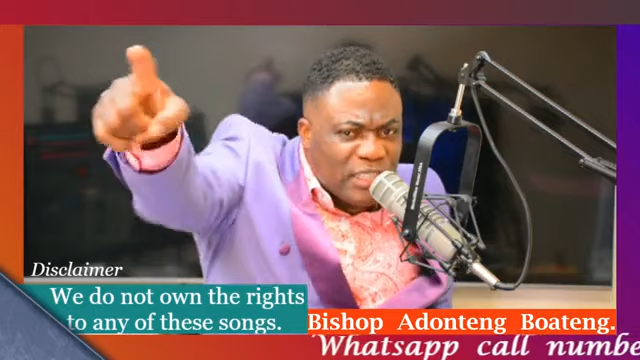 Disclaimer
We do not own the rights
to any of these songs.
Bishop Adonteng Boateng.
Whatsapp call numbe